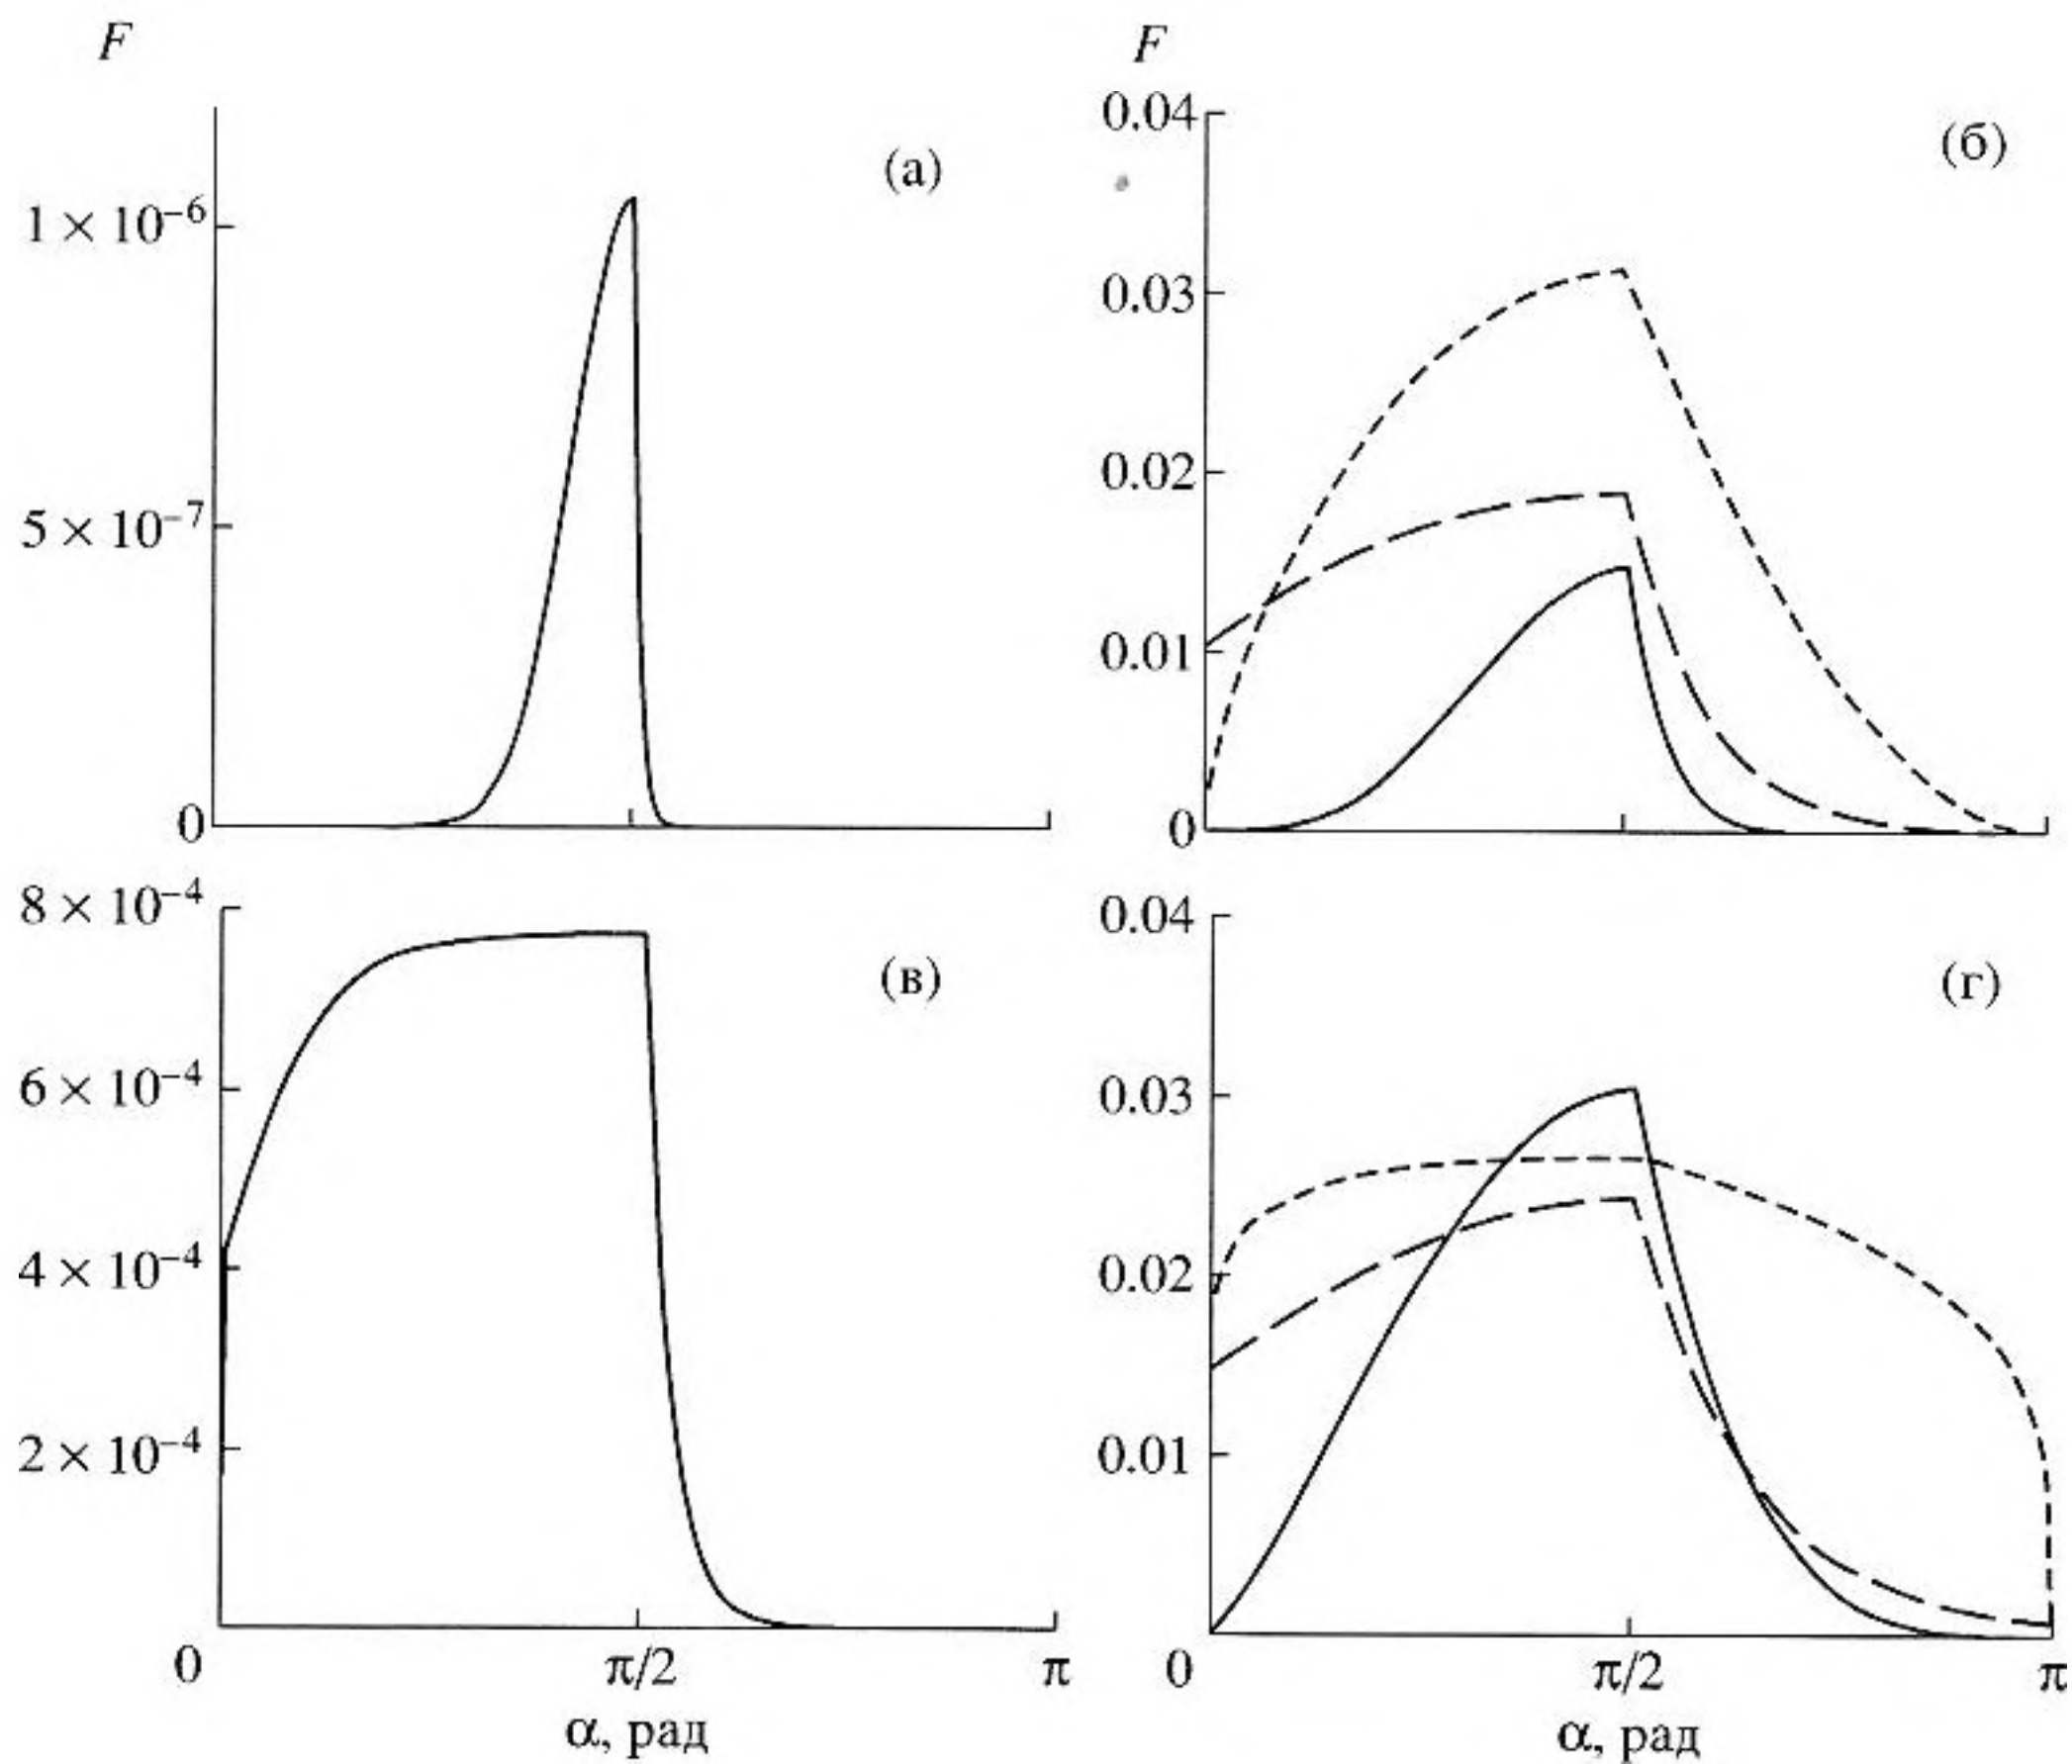 F
(а)
1 × 10⁻⁶
5 × 10⁻⁷
0
F
0.04
(б)
0.03
0.02
0.01
0
8 × 10⁻⁴
(в)
6 × 10⁻⁴
4 × 10⁻⁴
2 × 10⁻⁴
0
π/2
π
α, рад
0.04
(г)
0.03
0.02
0.01
0
π/2
π
α, рад